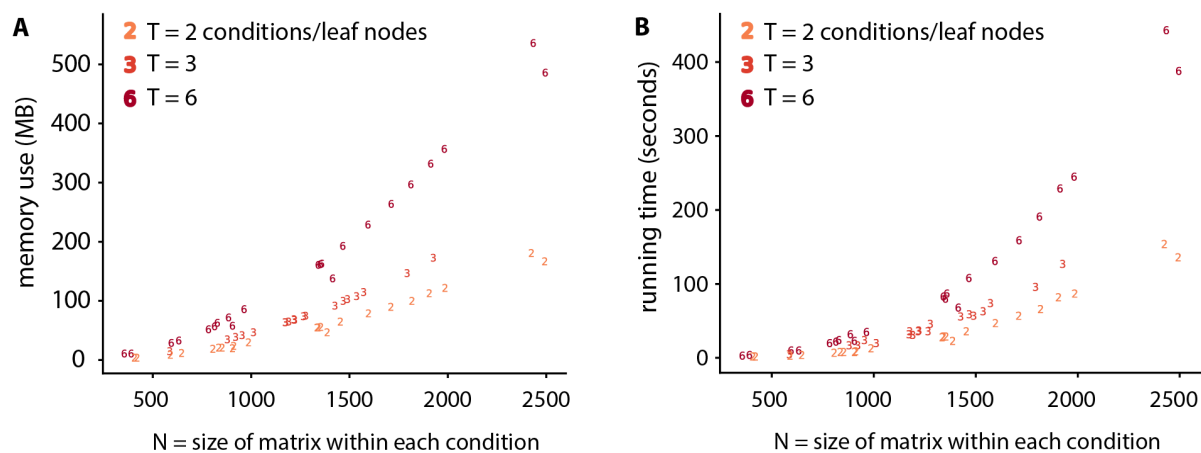 A
2 T = 2 conditions/leaf nodes
3 T = 3
6 T = 6
memory use (MB)
500
400
300
200
100
0
500 1000 1500 2000 2500
N = size of matrix within each condition
B
2 T = 2 conditions/leaf nodes
3 T = 3
6 T = 6
running time (seconds)
400
300
200
100
0
500 1000 1500 2000 2500
N = size of matrix within each condition